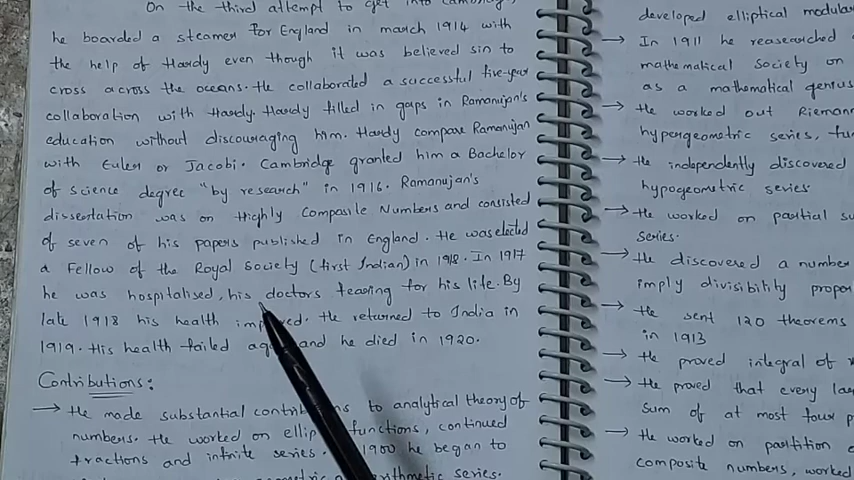 On the third attempt to get into
he boarded a steamer for England in march 1914 with
the help of Hardy even though it was believed sin to
cross across the oceans. He collaborated a successful five-year
collaboration with Hardy. Hardy filled in gaps in Ramanujan's
education without discouraging him. Hardy compare Ramanujan
with Euler or Jacobi. Cambridge granted him a Bachelor
of science degree "by research" in 1916. Ramanujan's
dissertation was on Highly Composite Numbers and consisted
of seven of his papers published in England. He was elected
a Fellow of the Royal Society (first Indian) in 1918. In 1917
he was hospitalised, his doctors fearing for his life. By
late 1918 his health improved. He returned to India in
1919. His health failed again and he died in 1920.
Contributions:
→ He made substantial contributions to analytical theory of
numbers. He worked on elliptic functions, continued
fractions and infinite series. 1900 he began to
series.
developed elliptical modular
→ In 1911 he reasearched
mathematical society on
as a mathematical genius
→ He worked out Riemann
hypergeometric series,
→ He independently discovered
hypogeometric series.
→ He worked on partial
series.
→ He discovered a number
imply divisibility
→ He sent 120 theorems
in 1913
→ He proved integral of
→ He proved that every
sum of at most four
→ He worked on partition
composite numbers, worked